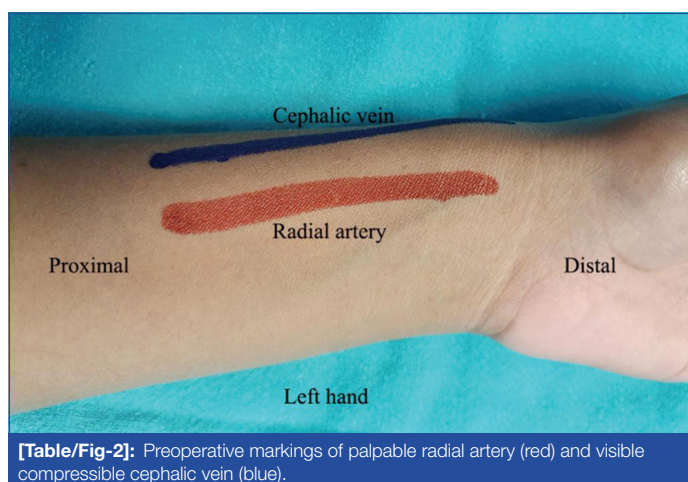 Cephalic vein
Radial artery
Proximal
Distal
Left hand
[Table/Fig-2]: Preoperative markings of palpable radial artery (red) and visible
compressible cephalic vein (blue).